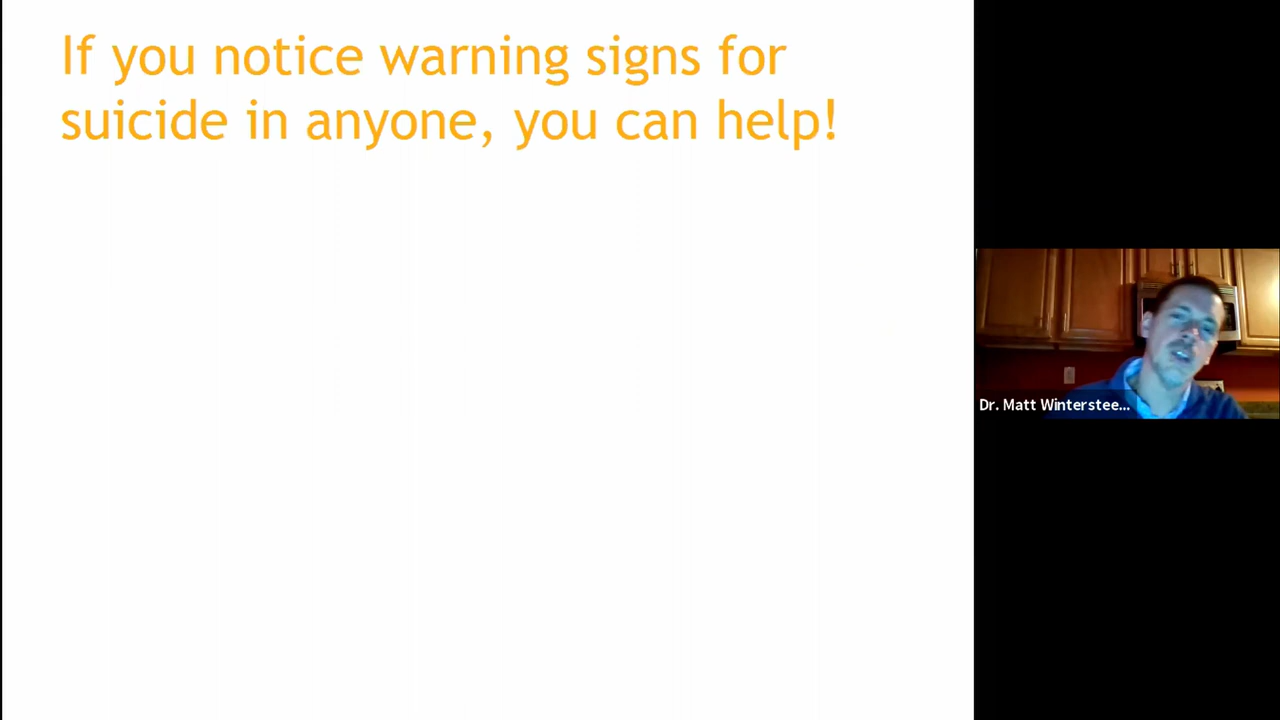 If you notice warning signs for
suicide in anyone, you can help!
Dr. Matt Winterstee...